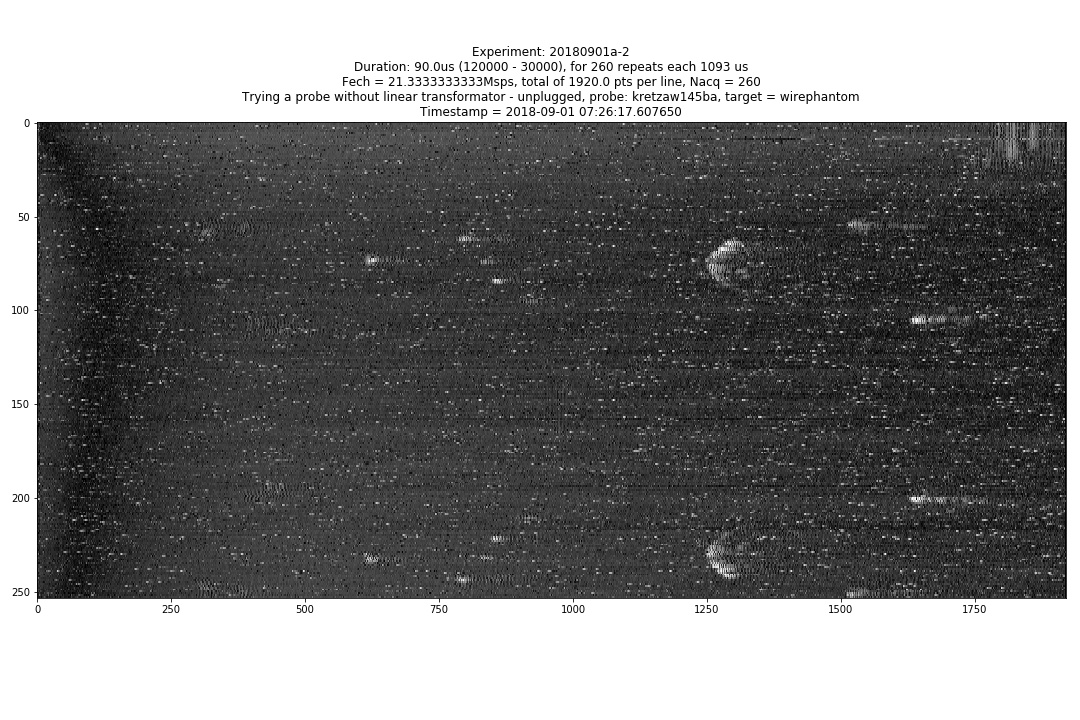 Experiment: 20180901a-2
Duration: 90.0us (120000 - 30000), for 260 repeats each 1093 us
Fech = 21.3333333333Msps, total of 1920.0 pts per line, Nacq = 260
Trying a probe without linear transformator - unplugged, probe: kretzaw145ba, target = wirephantom
Timestamp = 2018-09-01 07:26:17.607650
0
50
100
150
200
250
0 250 500 750 1000 1250 1500 1750